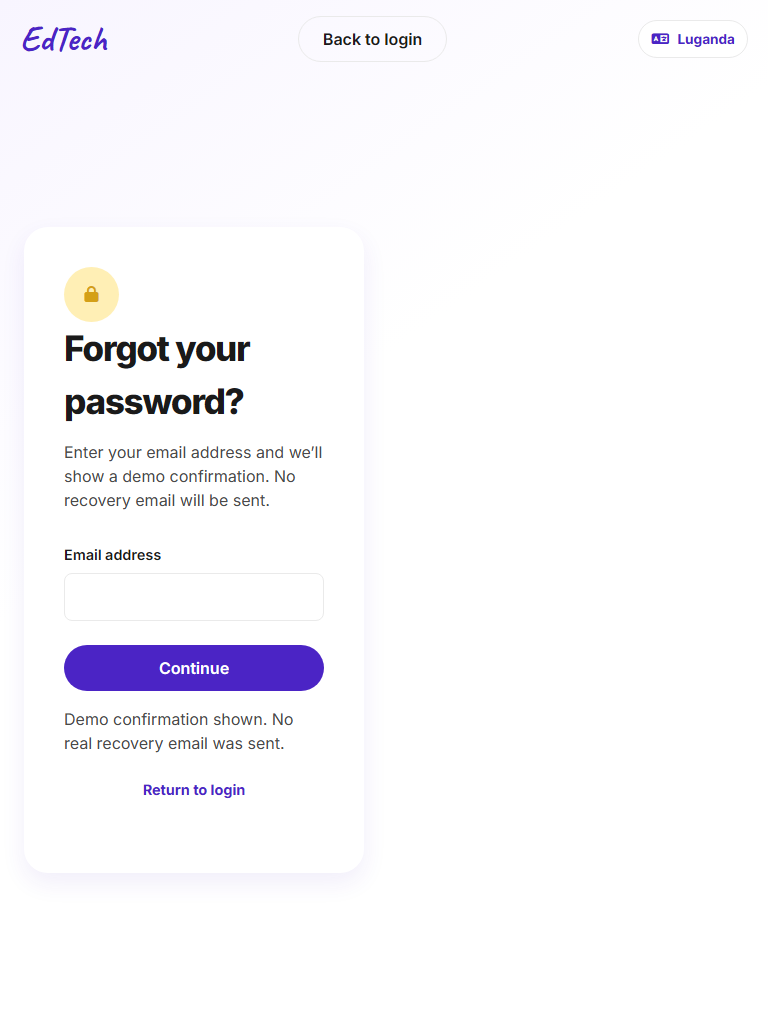 EdTech
Back to login
Luganda
Forgot your
password?
Enter your email address and we’ll
show a demo confirmation. No
recovery email will be sent.
Email address
Continue
Demo confirmation shown. No
real recovery email was sent.
Return to login